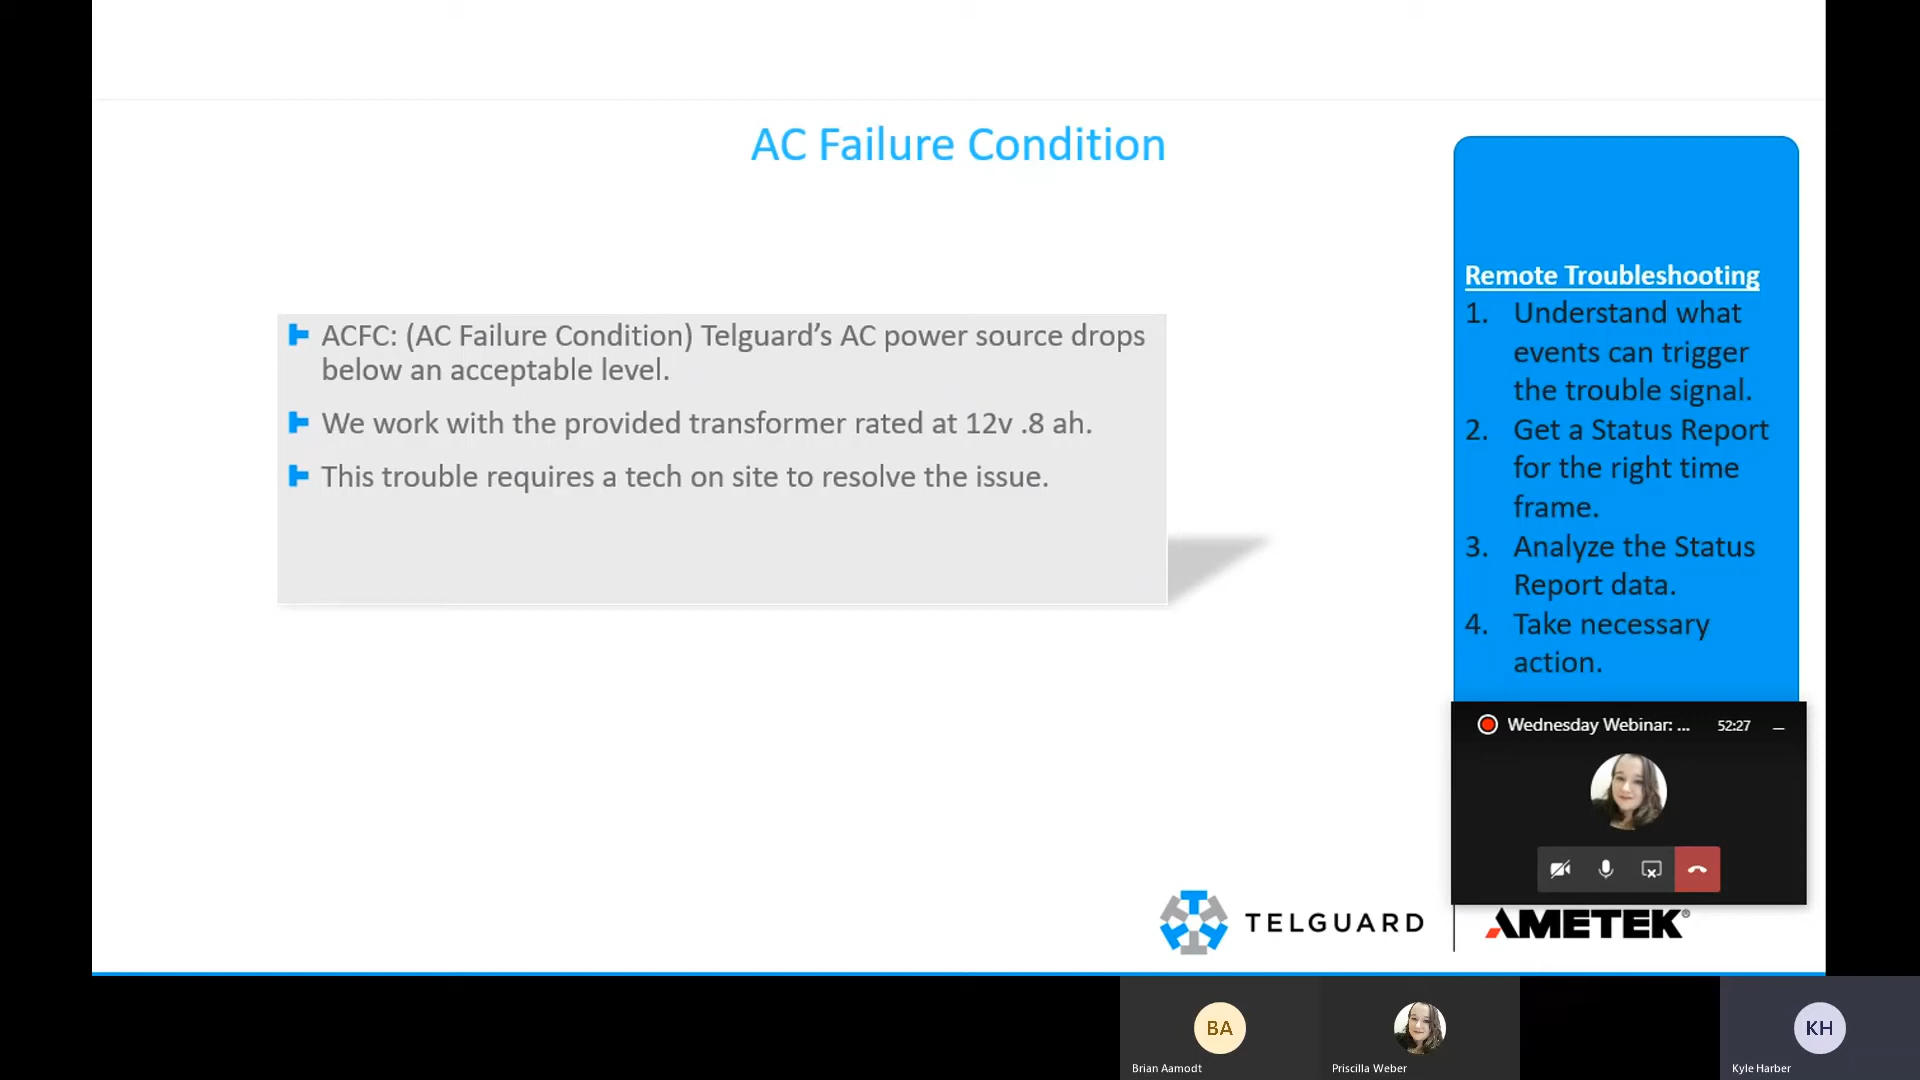 AC Failure Condition
ACFC: (AC Failure Condition) Telguard’s AC power source drops
below an acceptable level.
We work with the provided transformer rated at 12v .8 ah.
This trouble requires a tech on site to resolve the issue.
Remote Troubleshooting
1. Understand what
events can trigger
the trouble signal.
2. Get a Status Report
for the right time
frame.
3. Analyze the Status
Report data.
4. Take necessary
action.
Wednesday Webinar: ... 52:27
TELGUARD
AMETEK®
BA
KH
Brian Aamodt
Priscilla Weber
Kyle Harber